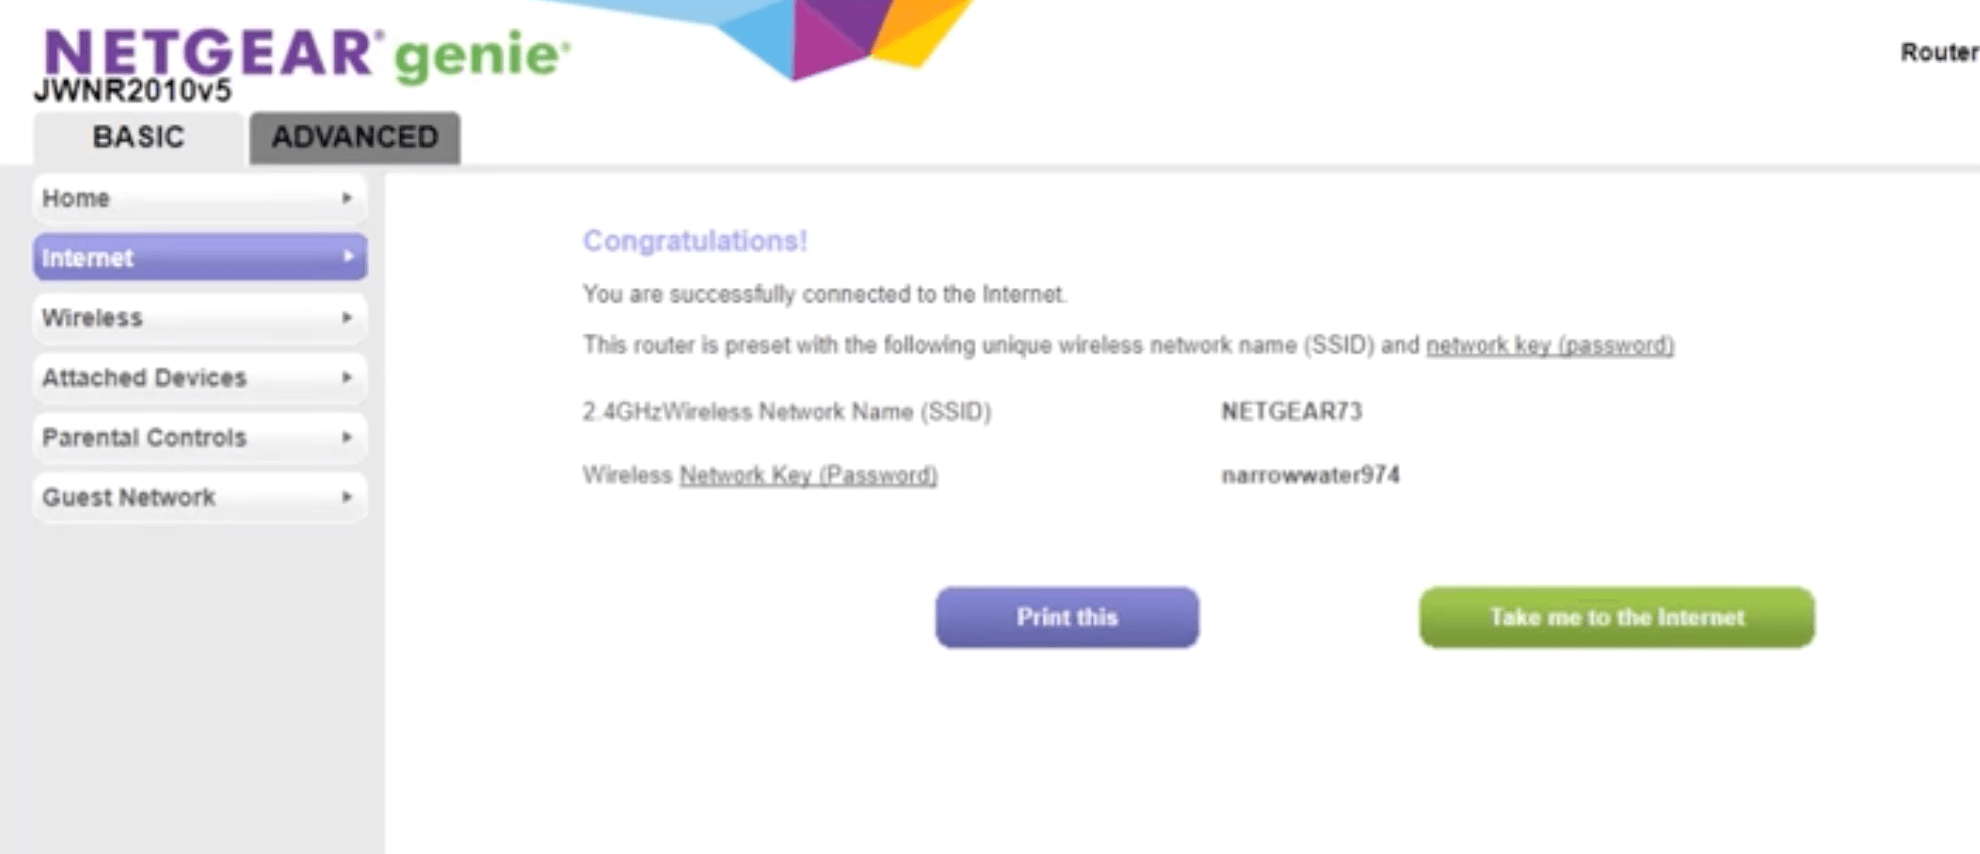 NETGEAR® genie®
JWNR2010v5
Router
BASIC
ADVANCED
Home
Internet
Wireless
Attached Devices
Parental Controls
Guest Network
Congratulations!
You are successfully connected to the Internet.
This router is preset with the following unique wireless network name (SSID) and network key (password)
2.4GHzWireless Network Name (SSID) NETGEAR73
Wireless Network Key (Password) narrowwater974
Print this
Take me to the Internet